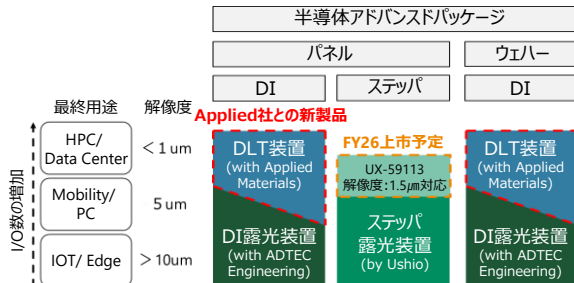 半導体アドバンスドパッケージ
パネル
ウェハー
DI
ステッパ
DI
最終用途
解像度
Applied社との新製品
HPC/
Data Center
< 1 um
DLT装置
(with Applied
Materials)
FY26上市予定
UX-59113
解像度:1.5㎛対応
DLT装置
(with Applied
Materials)
I/O数の増加
Mobility/
PC
5 um
IOT/ Edge
> 10um
DI露光装置
(with ADTEC
Engineering)
ステッパ
露光装置
(by Ushio)
DI露光装置
(with ADTEC
Engineering)